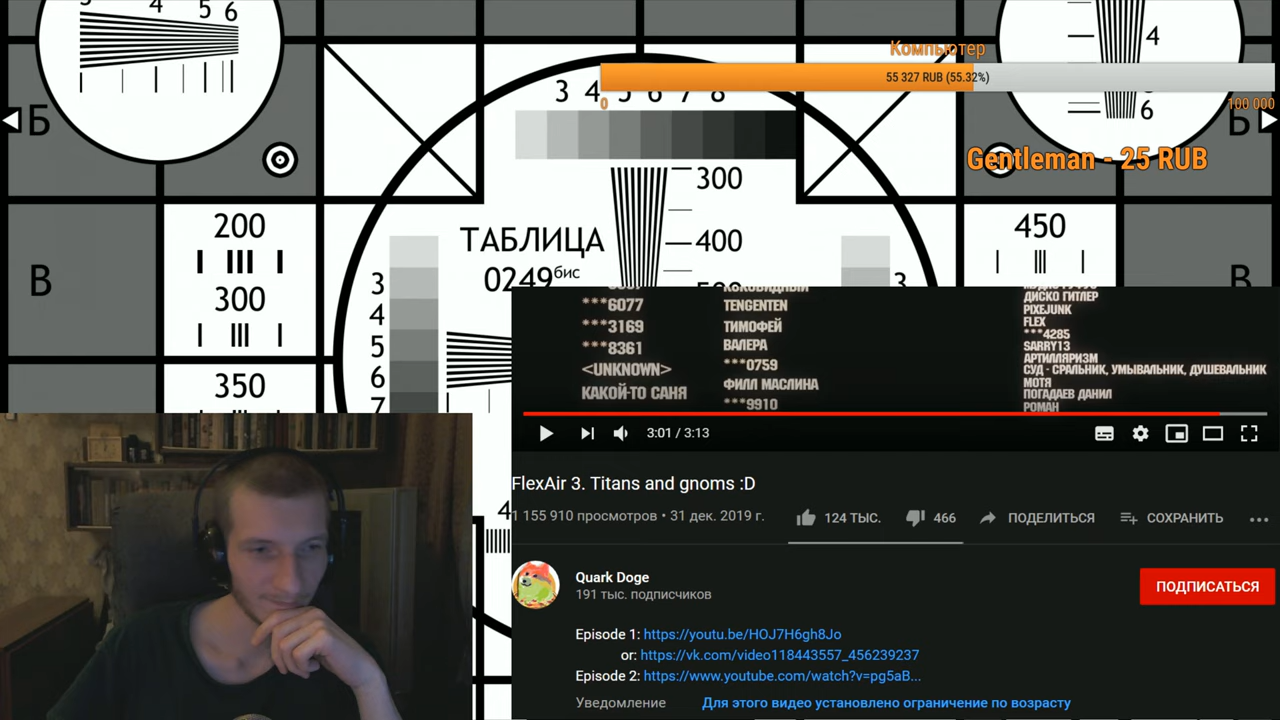 4 5 6
Компьютер
55 327 RUB (55.32%)
0
100 000
3 4 5 6 7 8
4
6
Б
Б
Gentleman - 25 RUB
300
400
200
300
350
450
ТАБЛИЦА
0249бис
В
В
3
4
5
6
7
3
***6077
***3169
***8361
<UNKNOWN>
КАКОЙ-ТО САНЯ
TENGENTEN
ТИМОФЕЙ
ВАЛЕРА
***0759
ФИЛЛ МАСЛИНА
***9910
ДИСКО ГИТЛЕР
PIXEJUNK
FLEX
***4285
SARRY13
АРТИЛЛЯРИЗМ
СУД - СРАЛЬНИК, УМЫВАЛЬНИК, ДУШЕВАЛЬНИК
МОТЯ
ПОГАДАЕВ ДАНИЛ
РОМАН
3:01 / 3:13
FlexAir 3. Titans and gnoms :D
1 155 910 просмотров • 31 дек. 2019 г.
124 ТЫС.
466
ПОДЕЛИТЬСЯ
СОХРАНИТЬ
Quark Doge
191 тыс. подписчиков
ПОДПИСАТЬСЯ
Episode 1: https://youtu.be/HOJ7H6gh8Jo
or: https://vk.com/video118443557_456239237
Episode 2: https://www.youtube.com/watch?v=pg5aB...
Уведомление Для этого видео установлено ограничение по возрасту